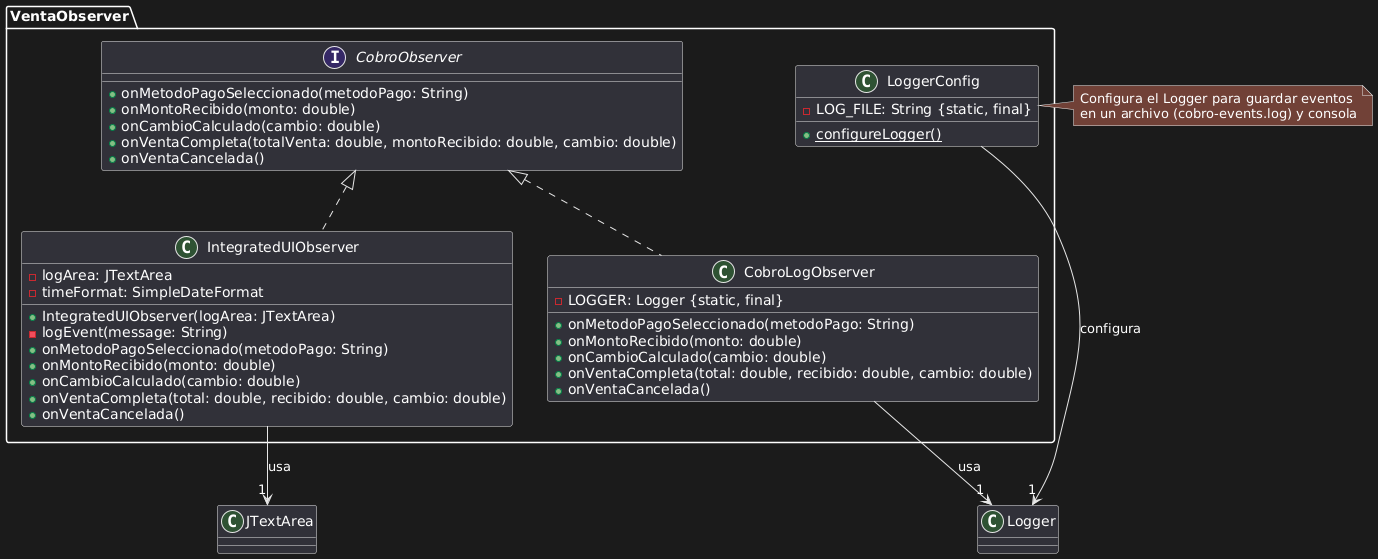 VentaObserver
I CobroObserver
onMetodoPagoSeleccionado(metodoPago: String)
onMontoRecibido(monto: double)
onCambioCalculado(cambio: double)
onVentaCompleta(totalVenta: double, montoRecibido: double, cambio: double)
onVentaCancelada()
C LoggerConfig
LOG_FILE: String {static, final}
configureLogger()
Configura el Logger para guardar eventos
en un archivo (cobro-events.log) y consola
C IntegratedUIObserver
logArea: JTextArea
timeFormat: SimpleDateFormat
IntegratedUIObserver(logArea: JTextArea)
logEvent(message: String)
onMetodoPagoSeleccionado(metodoPago: String)
onMontoRecibido(monto: double)
onCambioCalculado(cambio: double)
onVentaCompleta(total: double, recibido: double, cambio: double)
onVentaCancelada()
C CobroLogObserver
LOGGER: Logger {static, final}
onMetodoPagoSeleccionado(metodoPago: String)
onMontoRecibido(monto: double)
onCambioCalculado(cambio: double)
onVentaCompleta(total: double, recibido: double, cambio: double)
onVentaCancelada()
configura
usa
1
usa
1
1
C JTextArea
C Logger